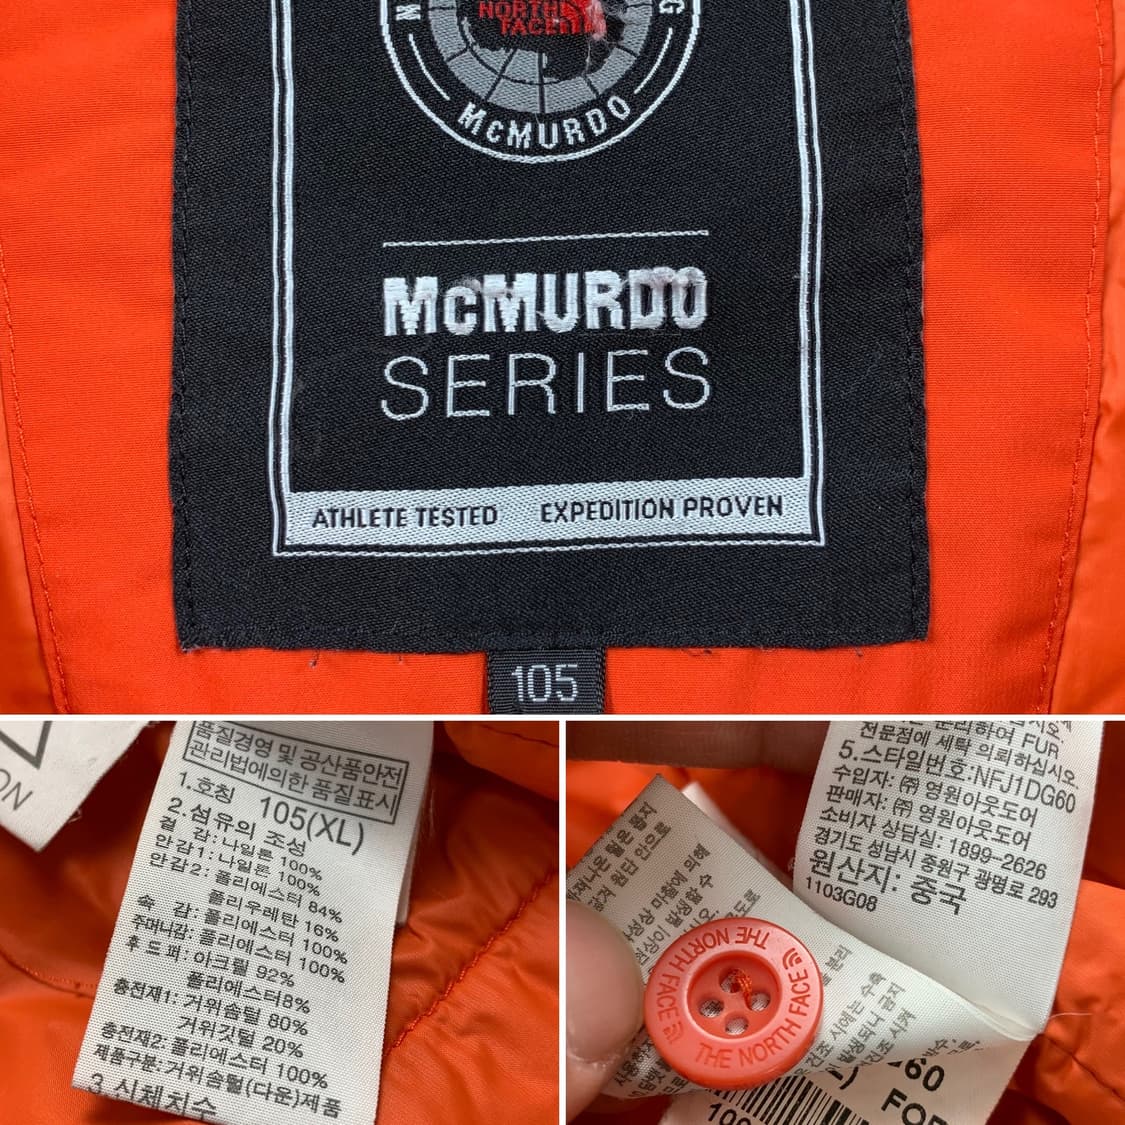 NORTH
FACE
McMURDO
McMURDO
SERIES
ATHLETE TESTED EXPEDITION PROVEN
105
ON
품질경영 및 공산품안전
관리법에의한 품질표시
1.호칭 105(XL)
2.섬유의 조성
겉 감: 나일론 100%
안감1: 나일론 100%
안감2: 폴리에스터 84%
폴리우레탄 16%
속 감: 폴리에스터 100%
주머니감: 폴리에스터 100%
후드퍼: 아크릴 92%
폴리에스터8%
충전재1: 거위솜털 80%
거위깃털 20%
충전재2: 폴리에스터 100%
제품구분:거위솜털(다운)제품
3.신체치수
분리하여 FUR
전문점에 세탁 의뢰하십시오.
5.스타일번호:NFJ1DG60
수입자: ㈜ 영원아웃도어
판매자: ㈜ 영원아웃도어
소비자 상담실: 1899-2626
경기도 성남시 중원구 광명로 293
원산지: 중국
1103G08
THE NORTH FACE
THE NORTH FACE
60
100